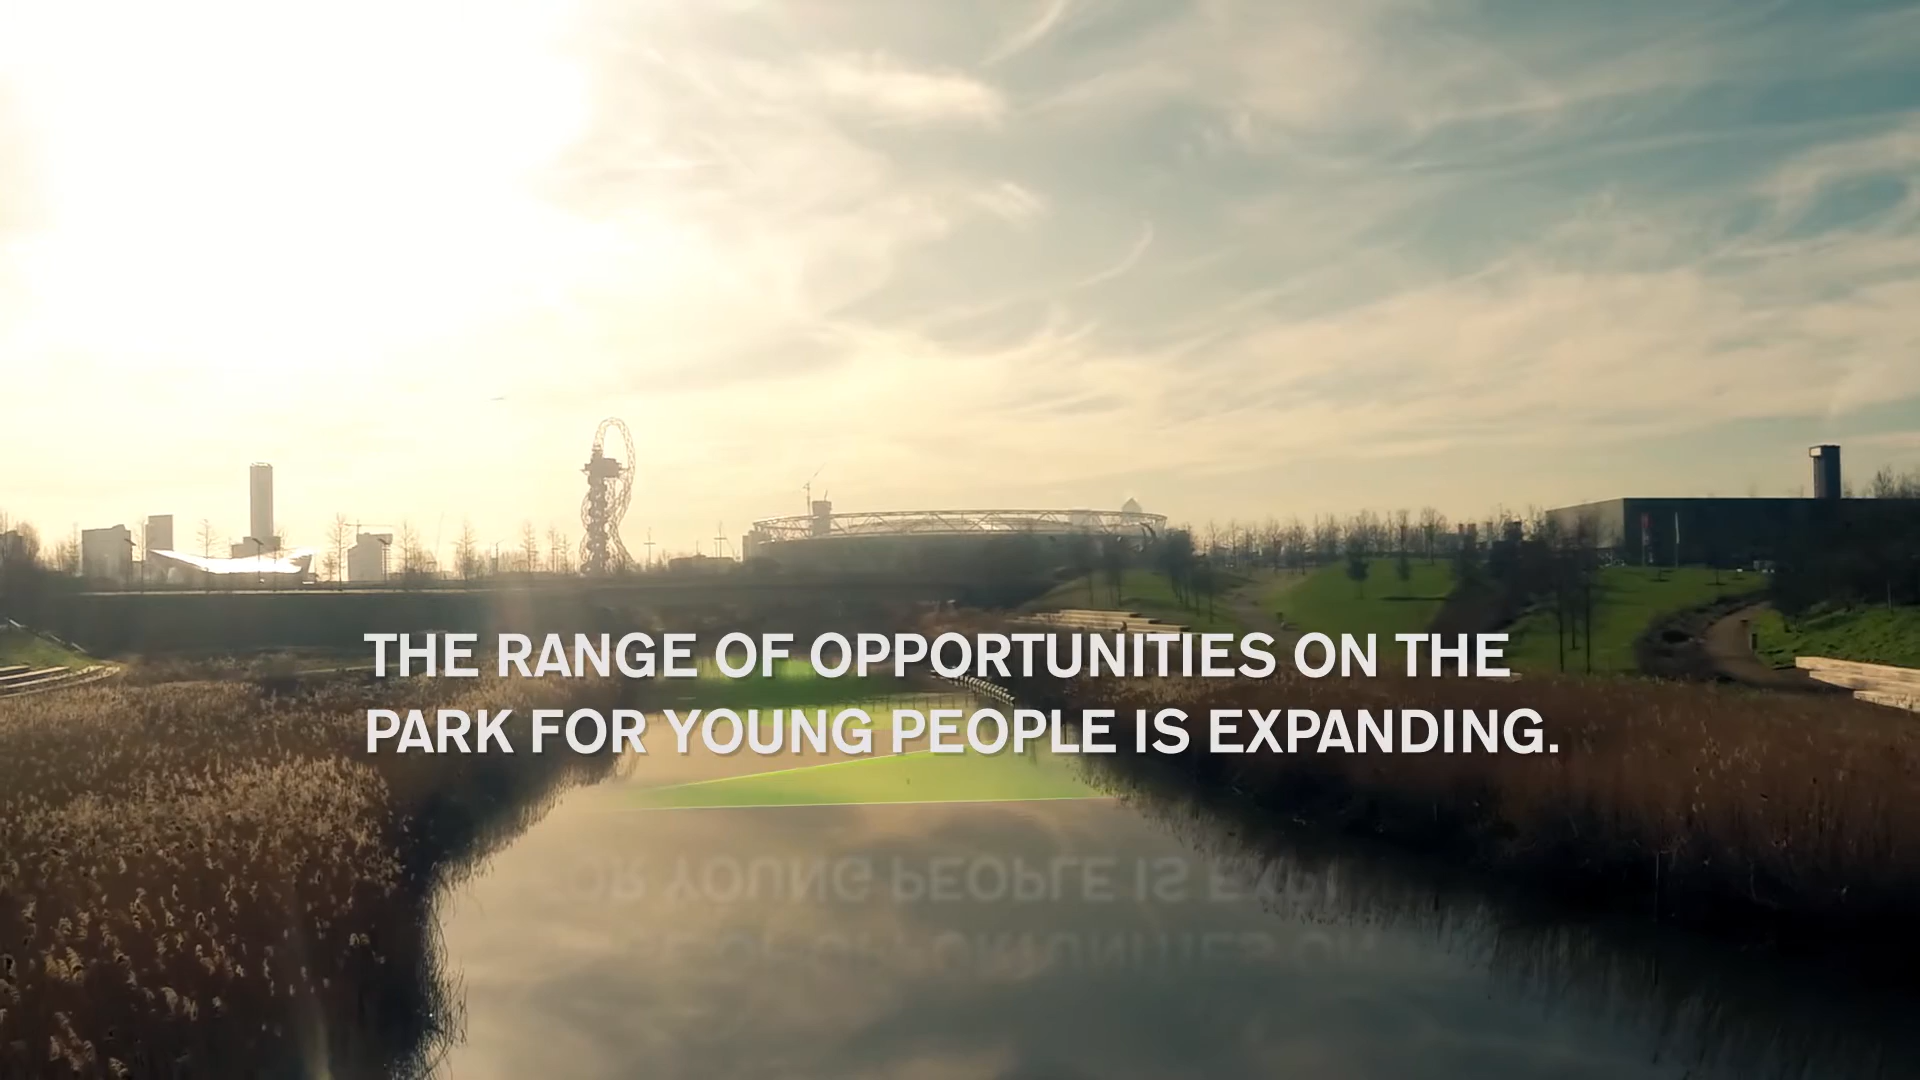 THE RANGE OF OPPORTUNITIES ON THE
PARK FOR YOUNG PEOPLE IS EXPANDING.